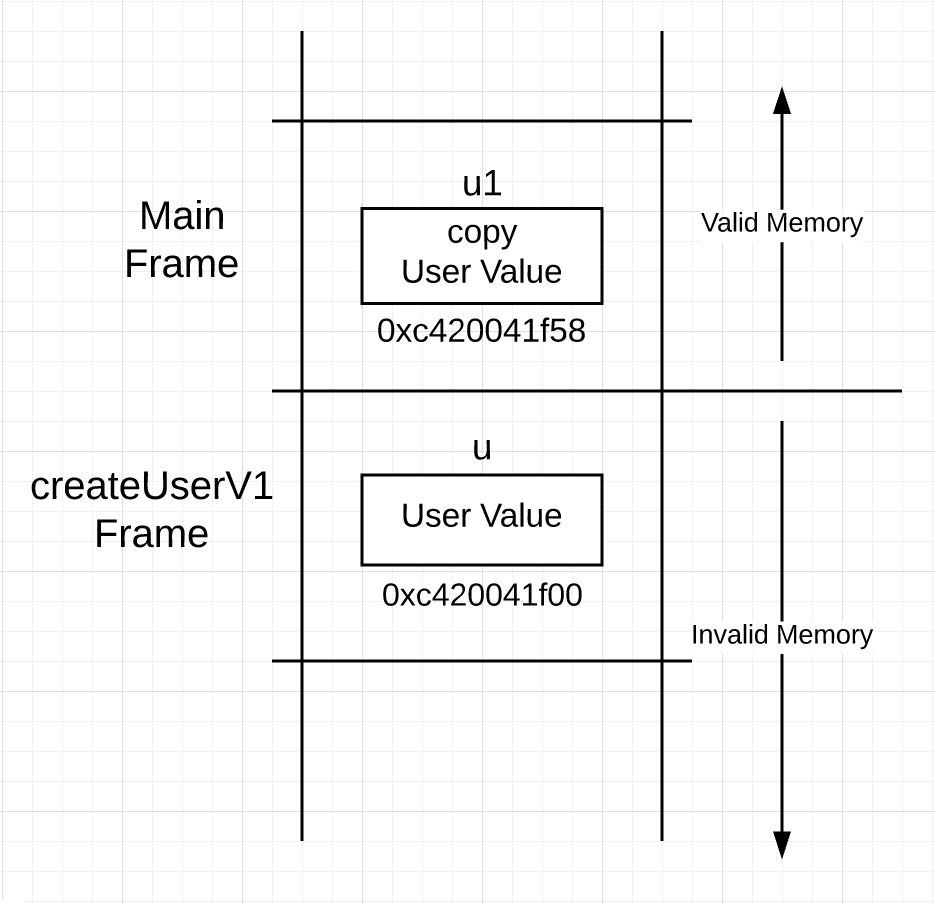 u1
Main
Frame
copy
User Value
Valid Memory
0xc420041f58
u
createUserV1
Frame
User Value
0xc420041f00
Invalid Memory